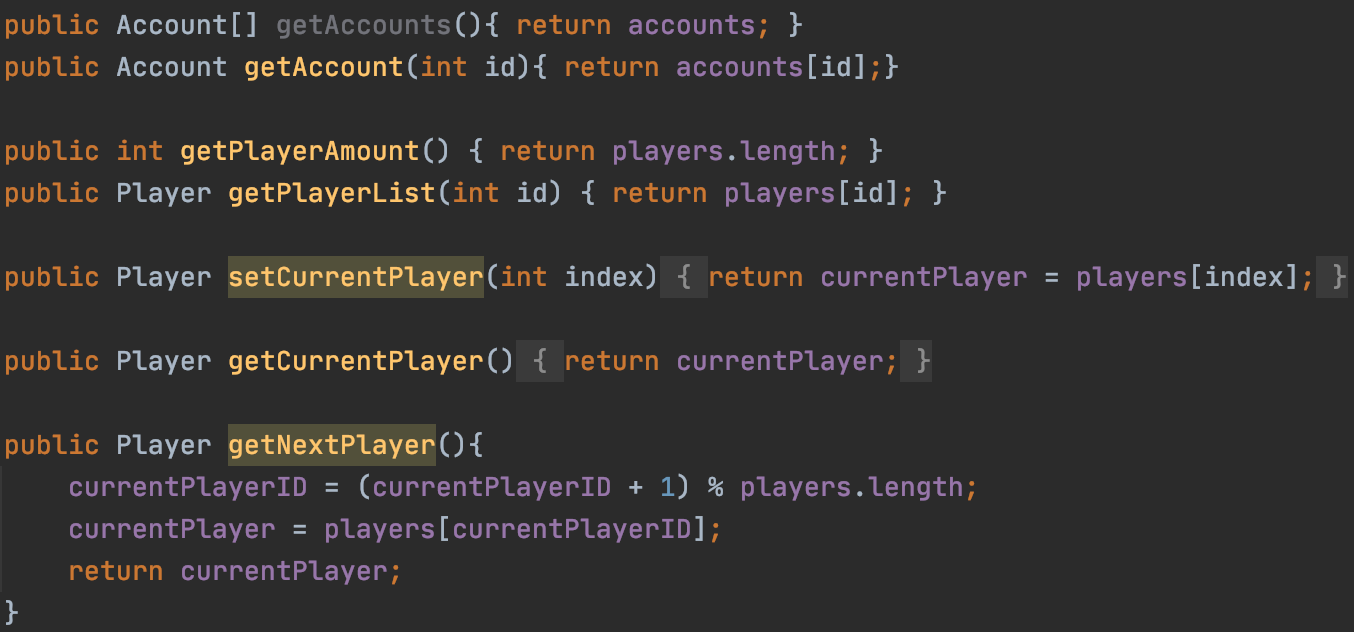 public Account[] getAccounts(){ return accounts; }
public Account getAccount(int id){ return accounts[id];}
public int getPlayerAmount() { return players.length; }
public Player getPlayerList(int id) { return players[id]; }
public Player setCurrentPlayer(int index) { return currentPlayer = players[index]; }
public Player getCurrentPlayer() { return currentPlayer; }
public Player getNextPlayer(){
currentPlayerID = (currentPlayerID + 1) % players.length;
currentPlayer = players[currentPlayerID];
return currentPlayer;
}